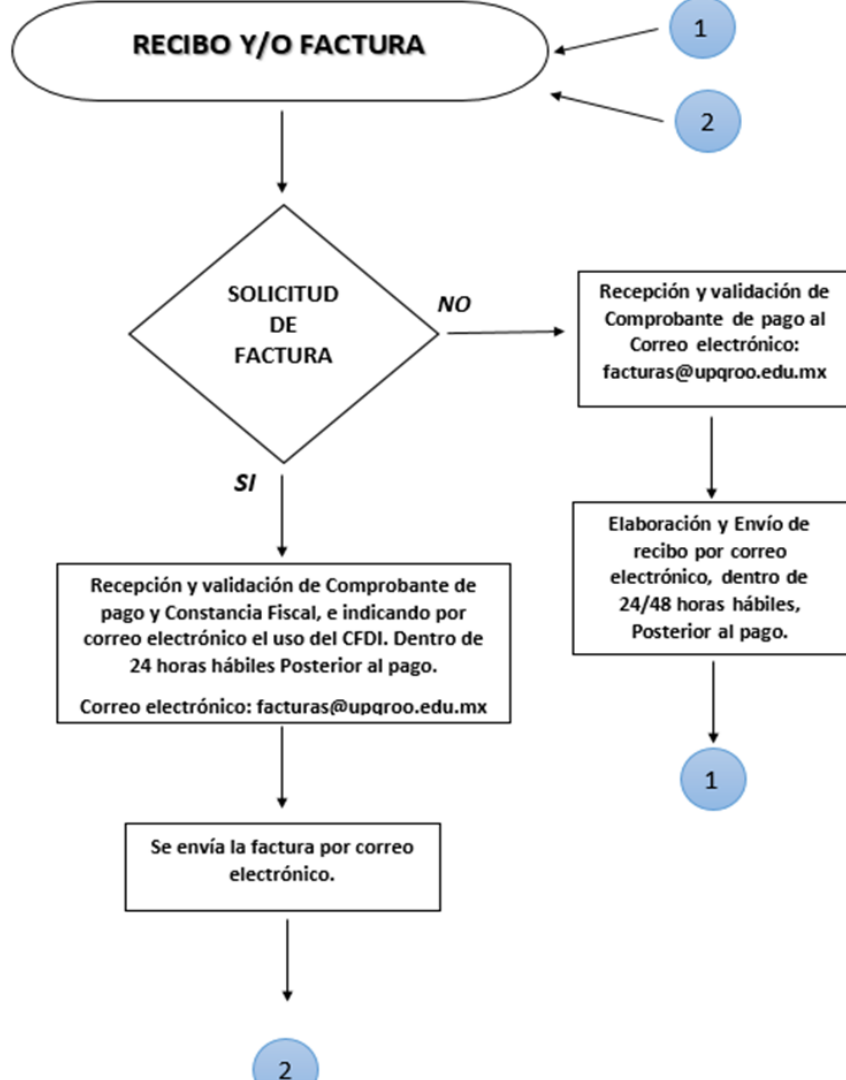 RECIBO Y/O FACTURA
1
2
SOLICITUD
DE
FACTURA
NO
Recepción y validación de
Comprobante de pago al
Correo electrónico:
facturas@upqroo.edu.mx
SI
Elaboración y Envío de
recibo por correo
electrónico, dentro de
24/48 horas hábiles,
Posterior al pago.
Recepción y validación de Comprobante de
pago y Constancia Fiscal, e indicando por
correo electrónico el uso del CFDI. Dentro de
24 horas hábiles Posterior al pago.
Correo electrónico: facturas@upqroo.edu.mx
1
Se envía la factura por correo
electrónico.
2